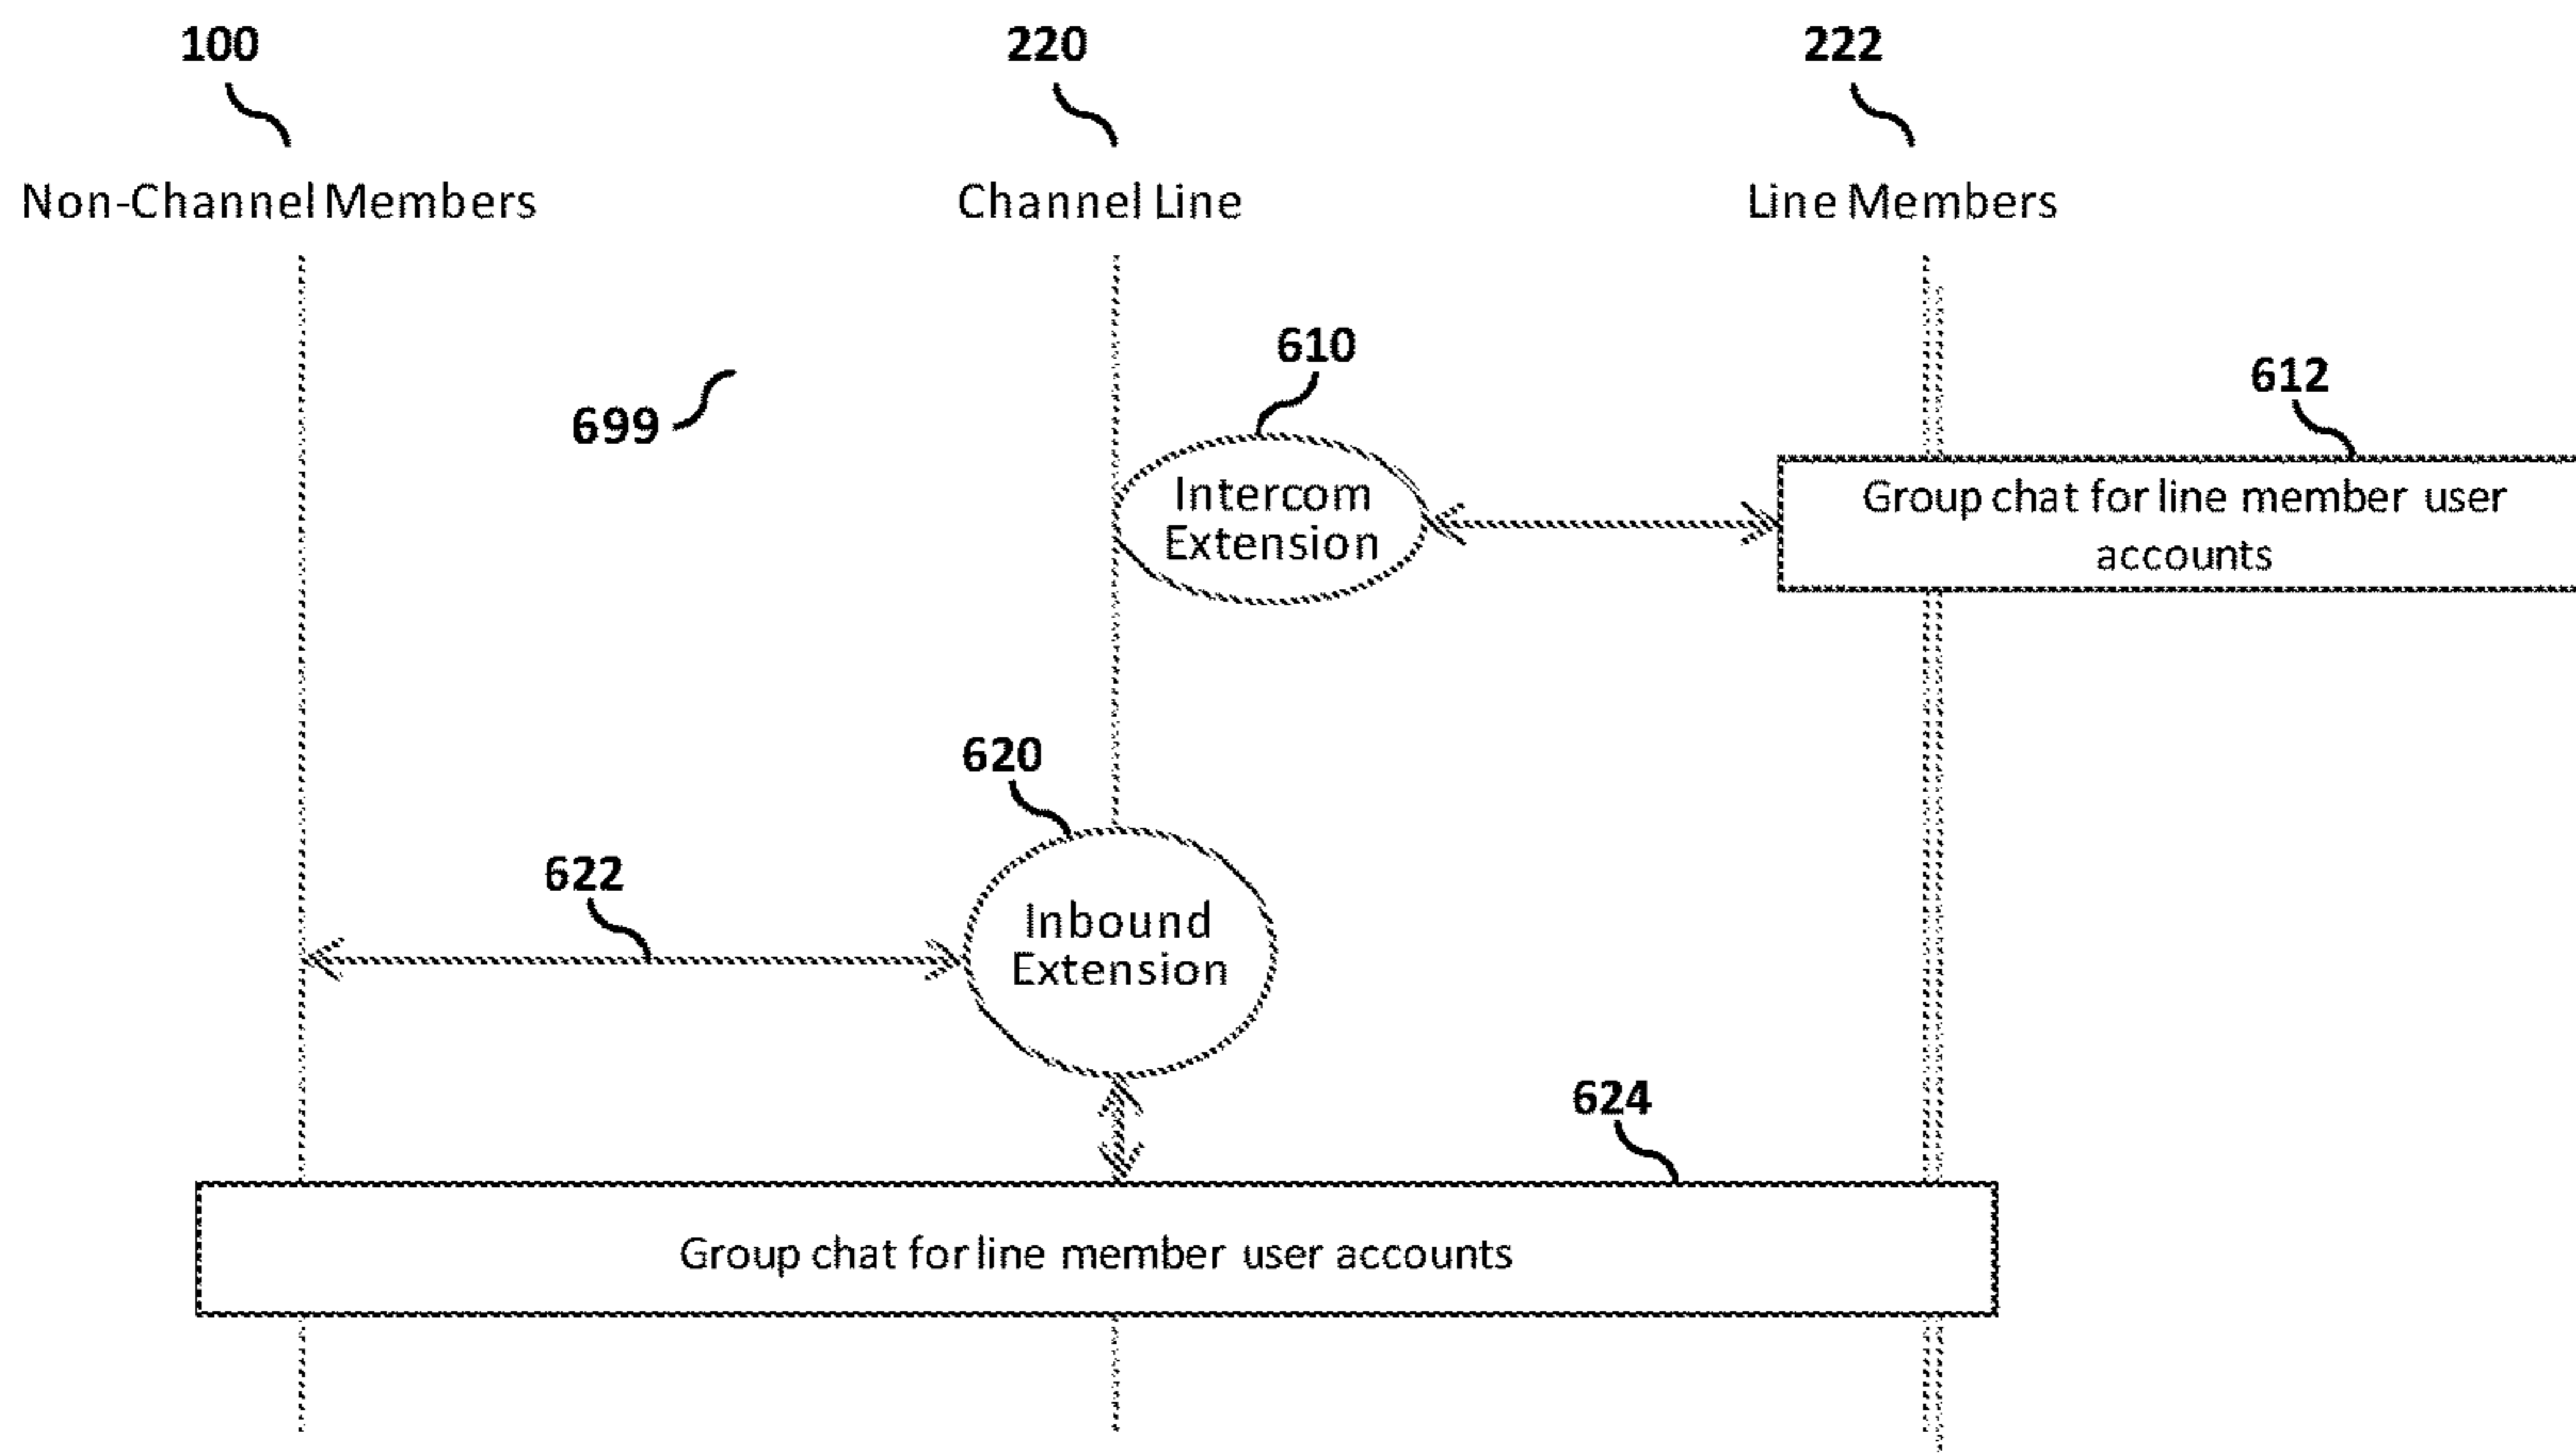 100
220
222
Non-Channel Members
Channel Line
Line Members
610
612
699
Intercom
Extension
Group chat for line member user
accounts
620
622
Inbound
Extension
624
Group chat for line member user accounts